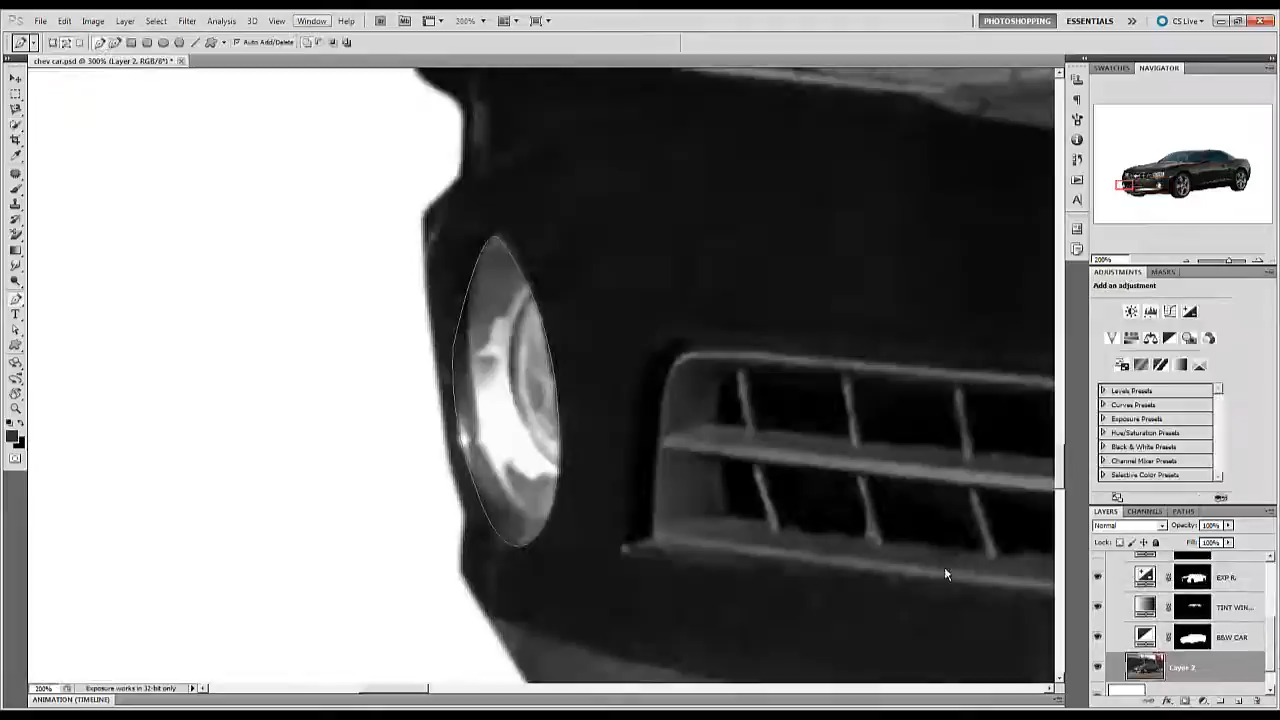 Ps File Edit Image Layer Select Filter Analysis 3D View Window Help Br Mb 200% PHOTOSHOPPING ESSENTIALS CS Live
Auto Add/Delete
chev car.psd @ 300% (Layer 2, RGB/8*) *
SWATCHES NAVIGATOR
200%
ADJUSTMENTS MASKS
Add an adjustment
Levels Presets
Curves Presets
Exposure Presets
Hue/Saturation Presets
Black & White Presets
Channel Mixer Presets
Selective Color Presets
LAYERS CHANNELS PATHS
Normal Opacity: 100%
Lock: Fill: 100%
TINT WIN...
B&W CAR
Layer 2
200% Exposure works in 32-bit only
ANIMATION (TIMELINE)